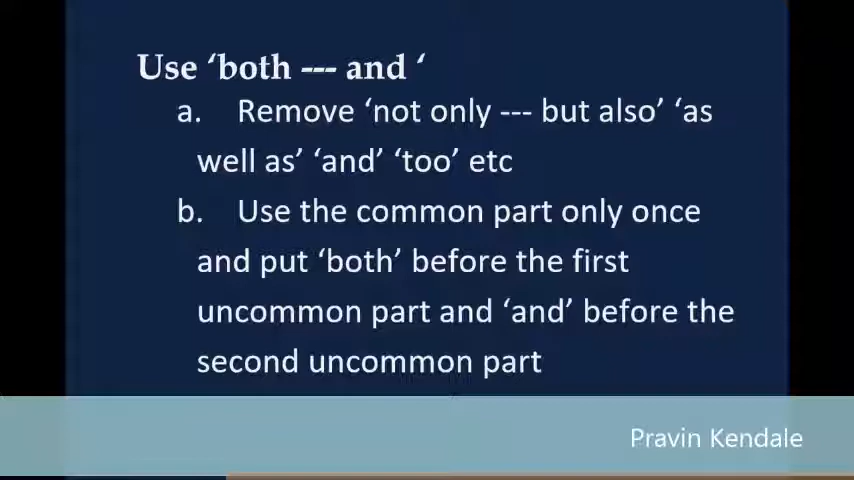 Use ‘both --- and ‘
a. Remove ‘not only --- but also’ ‘as
well as’ ‘and’ ‘too’ etc
b. Use the common part only once
and put ‘both’ before the first
uncommon part and ‘and’ before the
second uncommon part
Pravin Kendale